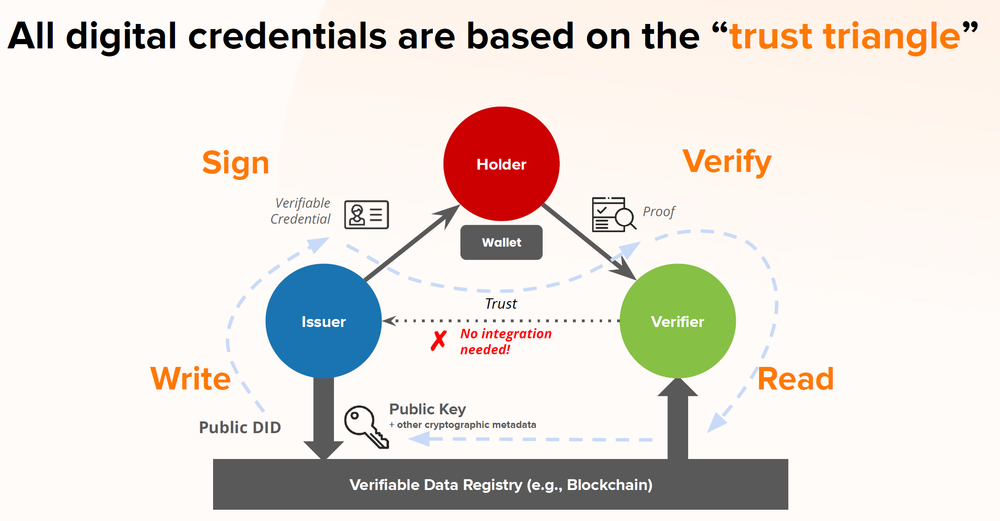 All digital credentials are based on the “trust triangle”
Sign
Verify
Holder
Verifiable
Credential
Proof
Wallet
Trust
Issuer
Verifier
✗ No integration
needed!
Write
Read
Public DID
Public Key
+ other cryptographic metadata
Verifiable Data Registry (e.g., Blockchain)